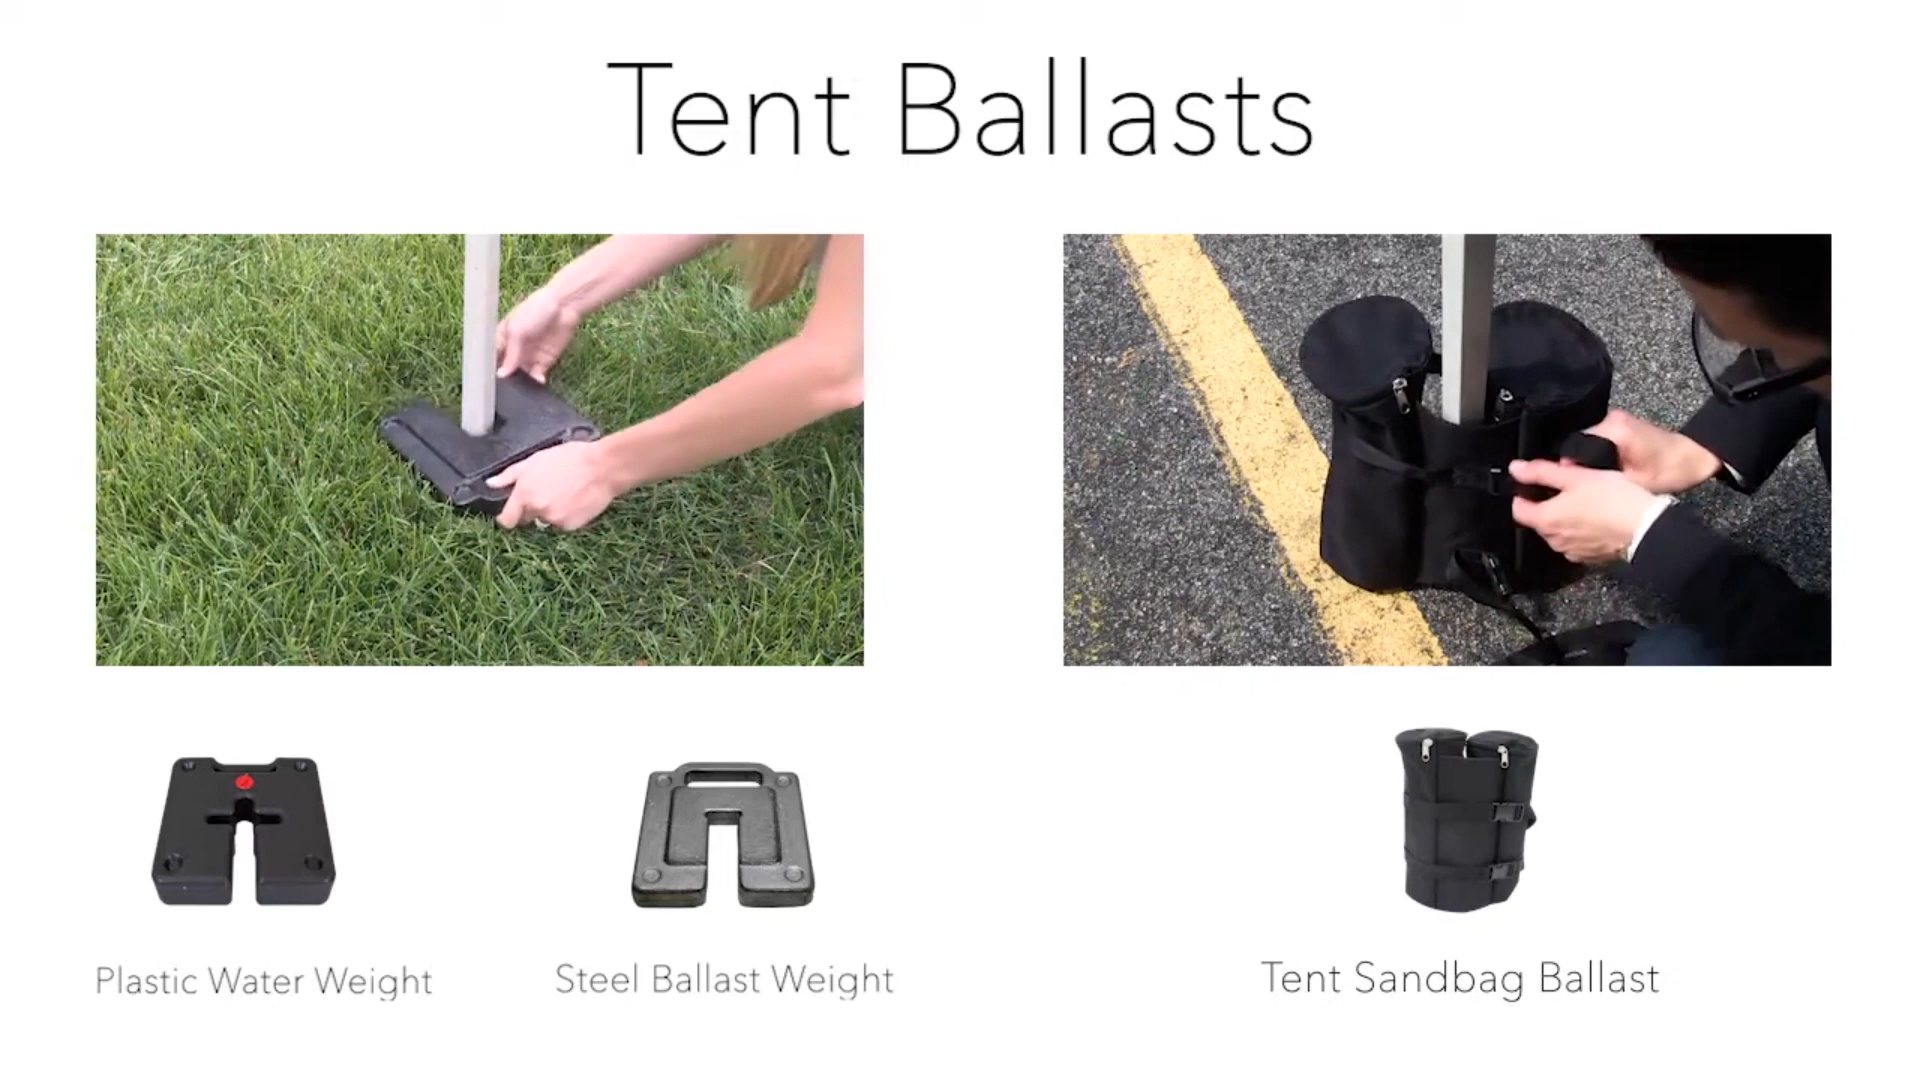 Tent Ballasts
Plastic Water Weight
Steel Ballast Weight
Tent Sandbag Ballast